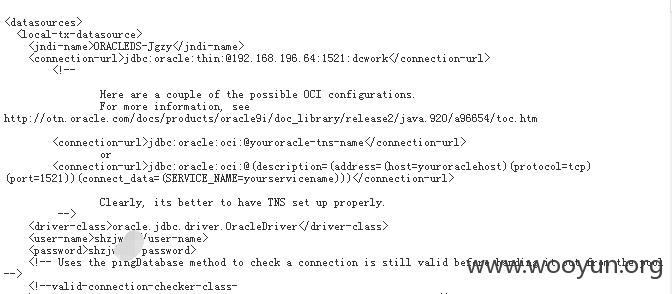 <datasources>
<local-tx-datasource>
<jndi-name>ORACLEDS-Jgzy</jndi-name>
<connection-url>jdbc:oracle:thin:@192.168.196.64:1521:dcwork</connection-url>
<!--
Here are a couple of the possible OCI configurations.
For more information, see
http://otn.oracle.com/docs/products/oracle9i/doc_library/release2/java.920/a96654/toc.htm
<connection-url>jdbc:oracle:oci:@youroracle-tns-name</connection-url>
or
<connection-url>jdbc:oracle:oci:@(description=(address=(host=youroraclehost)(protocol=tcp)
(port=1521))(connect_data=(SERVICE_NAME=yourservicename)))</connection-url>
Clearly, its better to have TNS set up properly.
-->
<driver-class>oracle.jdbc.driver.OracleDriver</driver-class>
<user-name>shzjw /user-name>
<password>shzjw password>
<!-- Uses the pingDatabase method to check a connection is still valid before handing it out from the pool
-->
<!--valid-connection-checker-class-
www.wooyun.org